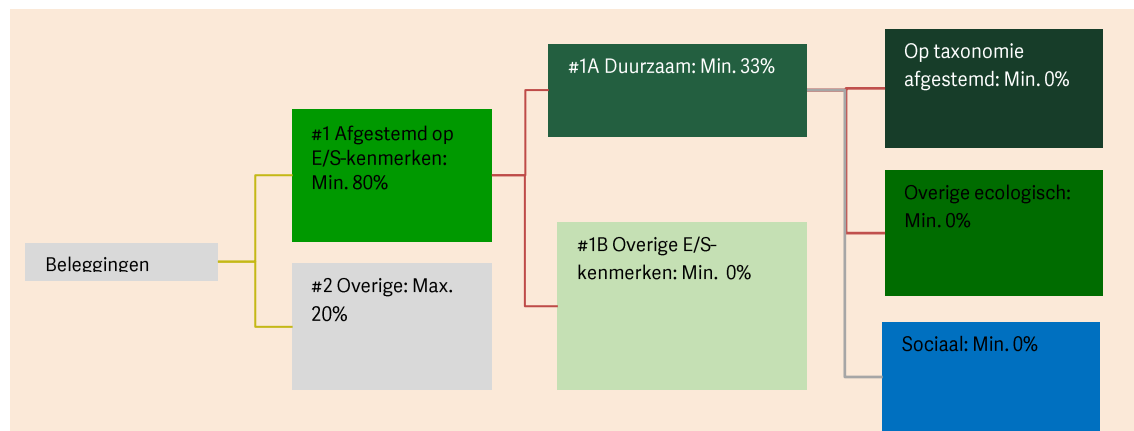 Beleggingen
#1 Afgestemd op
E/S-kenmerken:
Min. 80%
#2 Overige: Max.
20%
#1A Duurzaam: Min. 33%
#1B Overige E/S-
kenmerken: Min. 0%
Op taxonomie
afgestemd: Min. 0%
Overige ecologisch:
Min. 0%
Sociaal: Min. 0%